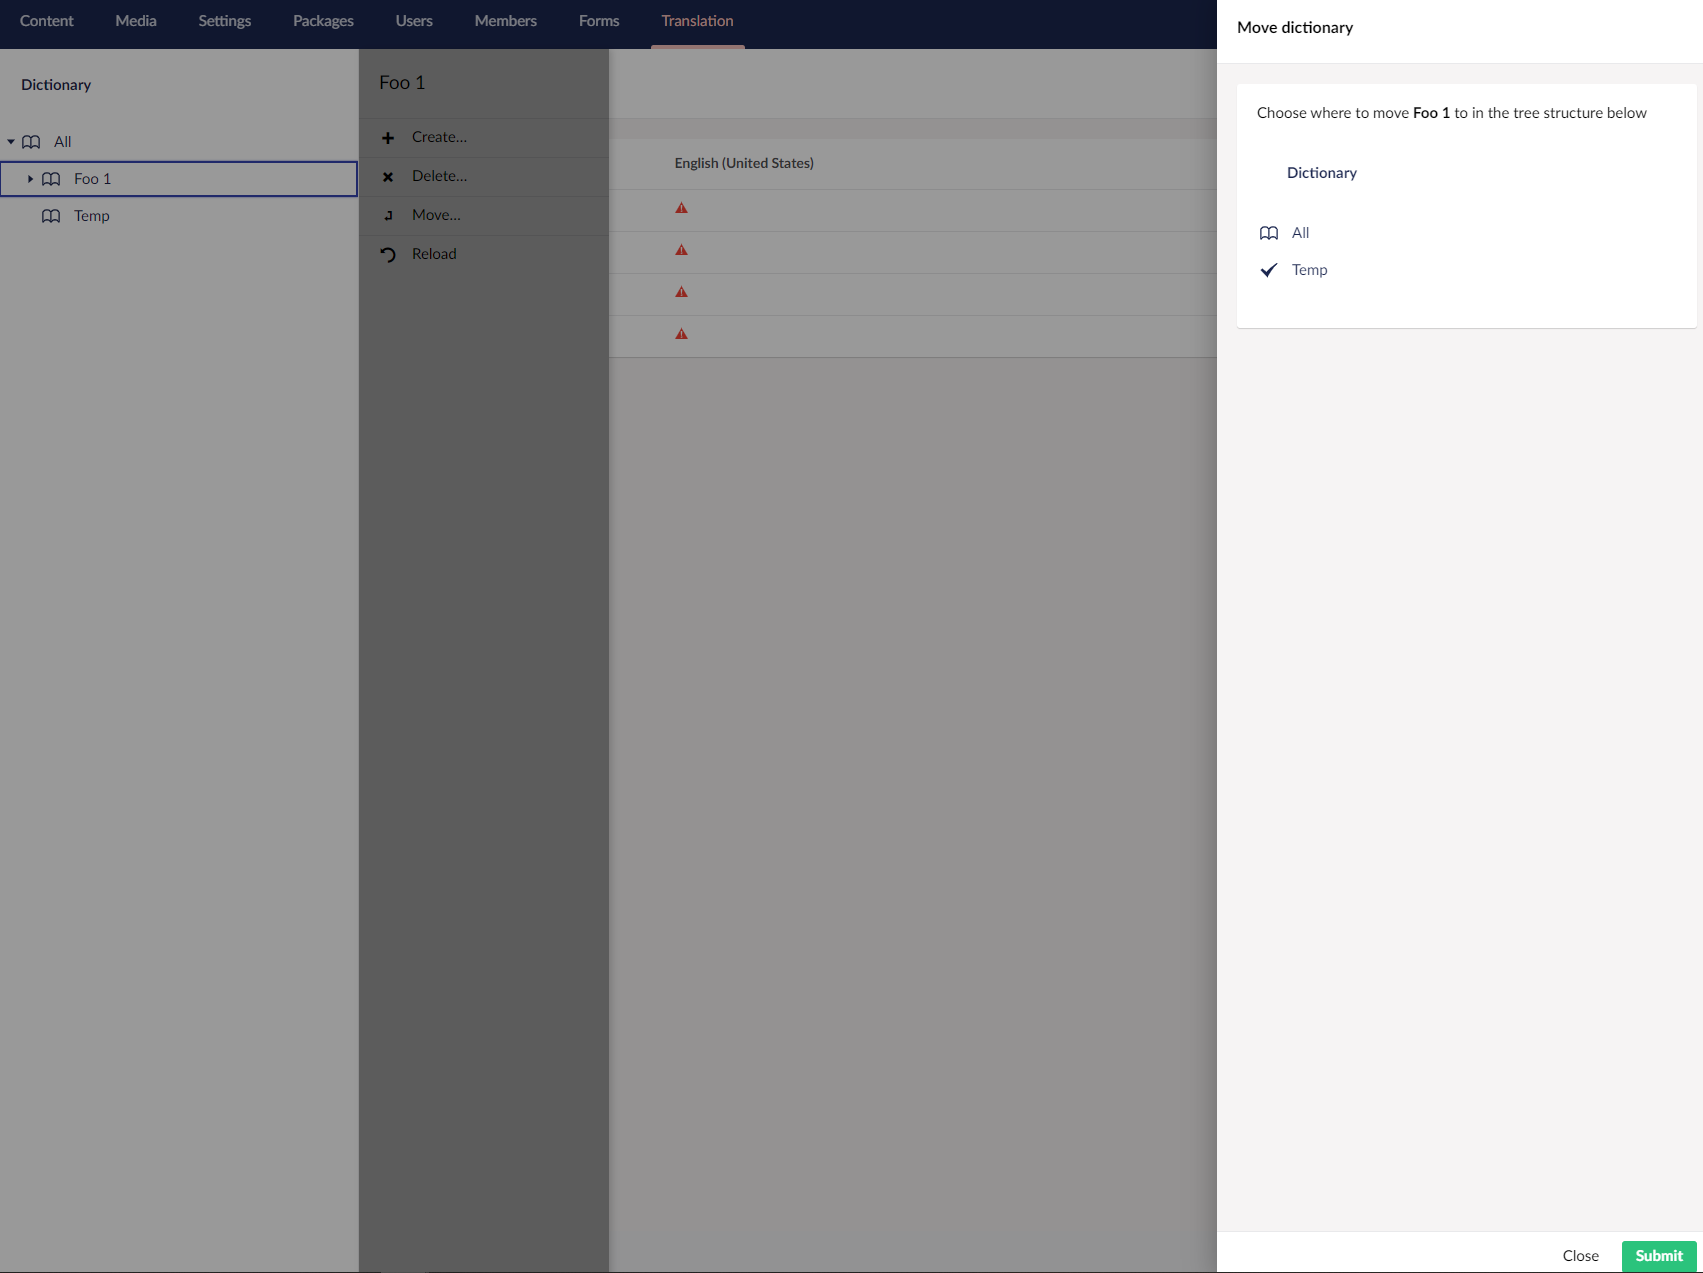 Content Media Settings Packages Users Members Forms Translation
Dictionary
All
Foo 1
Temp
Foo 1
Create...
Delete...
Move...
Reload
English (United States)
Move dictionary
Choose where to move Foo 1 to in the tree structure below
Dictionary
All
Temp
Close Submit